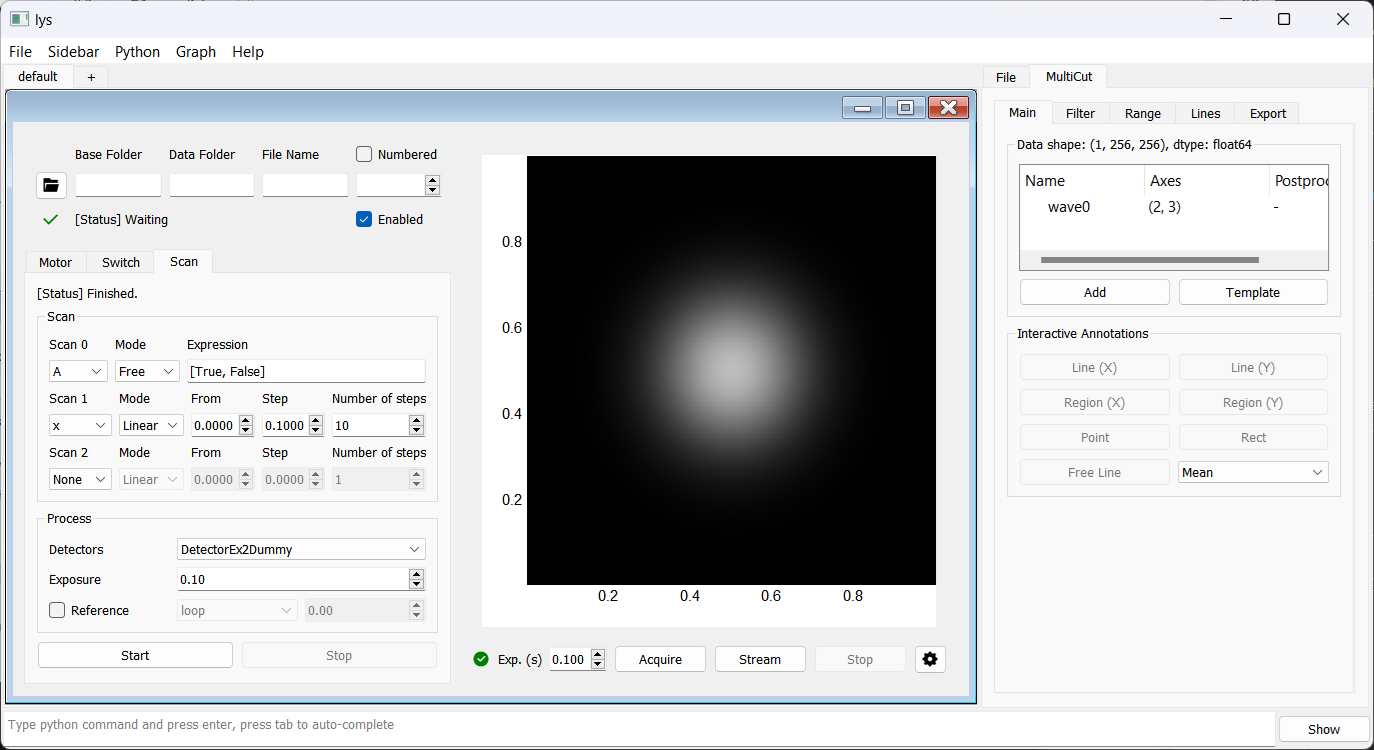 lys
File Sidebar Python Graph Help
default +
File MultiCut
Main Filter Range Lines Export
Base Folder Data Folder File Name Numbered
[Status] Waiting Enabled
Motor Switch Scan
[Status] Finished.
Scan
Scan 0 Mode Expression
A Free [True, False]
Scan 1 Mode From Step Number of steps
x Linear 0.0000 0.1000 10
Scan 2 Mode From Step Number of steps
None Linear 0.0000 0.0000 1
Process
Detectors DetectorEx2Dummy
Exposure 0.10
Reference loop 0.00
Start Stop
0.8
0.6
0.4
0.2
0.2 0.4 0.6 0.8
Exp. (s) 0.100 Acquire Stream Stop
Data shape: (1, 256, 256), dtype: float64
Name Axes Postproc
wave0 (2, 3) -
Add Template
Interactive Annotations
Line (X) Line (Y)
Region (X) Region (Y)
Point Rect
Free Line Mean
Type python command and press enter, press tab to auto-complete
Show